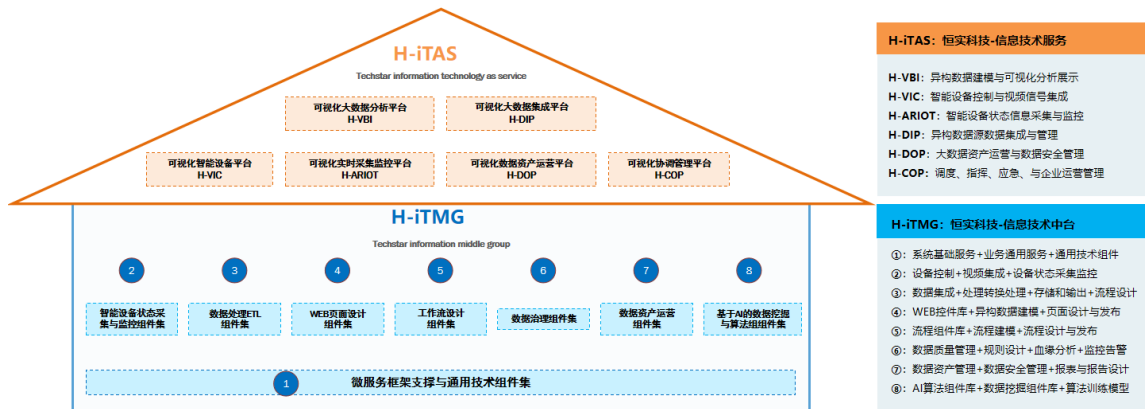 H-iTAS
Techstar information technology as service
可视化大数据分析平台
H-VBI
可视化大数据集成平台
H-DIP
可视化智能设备平台
H-VIC
可视化实时采集监控平台
H-ARIOT
可视化数据资产运营平台
H-DOP
可视化协调管理平台
H-COP
H-iTMG
Techstar information middle group
2
3
4
5
6
7
8
智能设备状态采
集与监控组件集
数据处理ETL
组件集
WEB页面设计
组件集
工作流设计
组件集
数据治理组件集
数据资产运营
组件集
基于AI的数据挖掘
与算法组组件集
1
微服务框架支撑与通用技术组件集
H-iTAS：恒实科技-信息技术服务
H-VBI：异构数据建模与可视化分析展示
H-VIC：智能设备控制与视频信号集成
H-ARIOT：智能设备状态信息采集与监控
H-DIP：异构数据源数据集成与管理
H-DOP：大数据资产运营与数据安全管理
H-COP：调度、指挥、应急、与企业运营管理
H-iTMG：恒实科技-信息技术中台
①：系统基础服务+业务通用服务+通用技术组件
②：设备控制+视频集成+设备状态采集监控
③：数据集成+处理转换处理+存储和输出+流程设计
④：WEB控件库+异构数据建模+页面设计与发布
⑤：流程组件库+流程建模+流程设计与发布
⑥：数据质量管理+规则设计+血缘分析+监控告警
⑦：数据资产管理+数据安全管理+报表与报告设计
⑧：AI算法组件库+数据挖掘组件库+算法训练模型